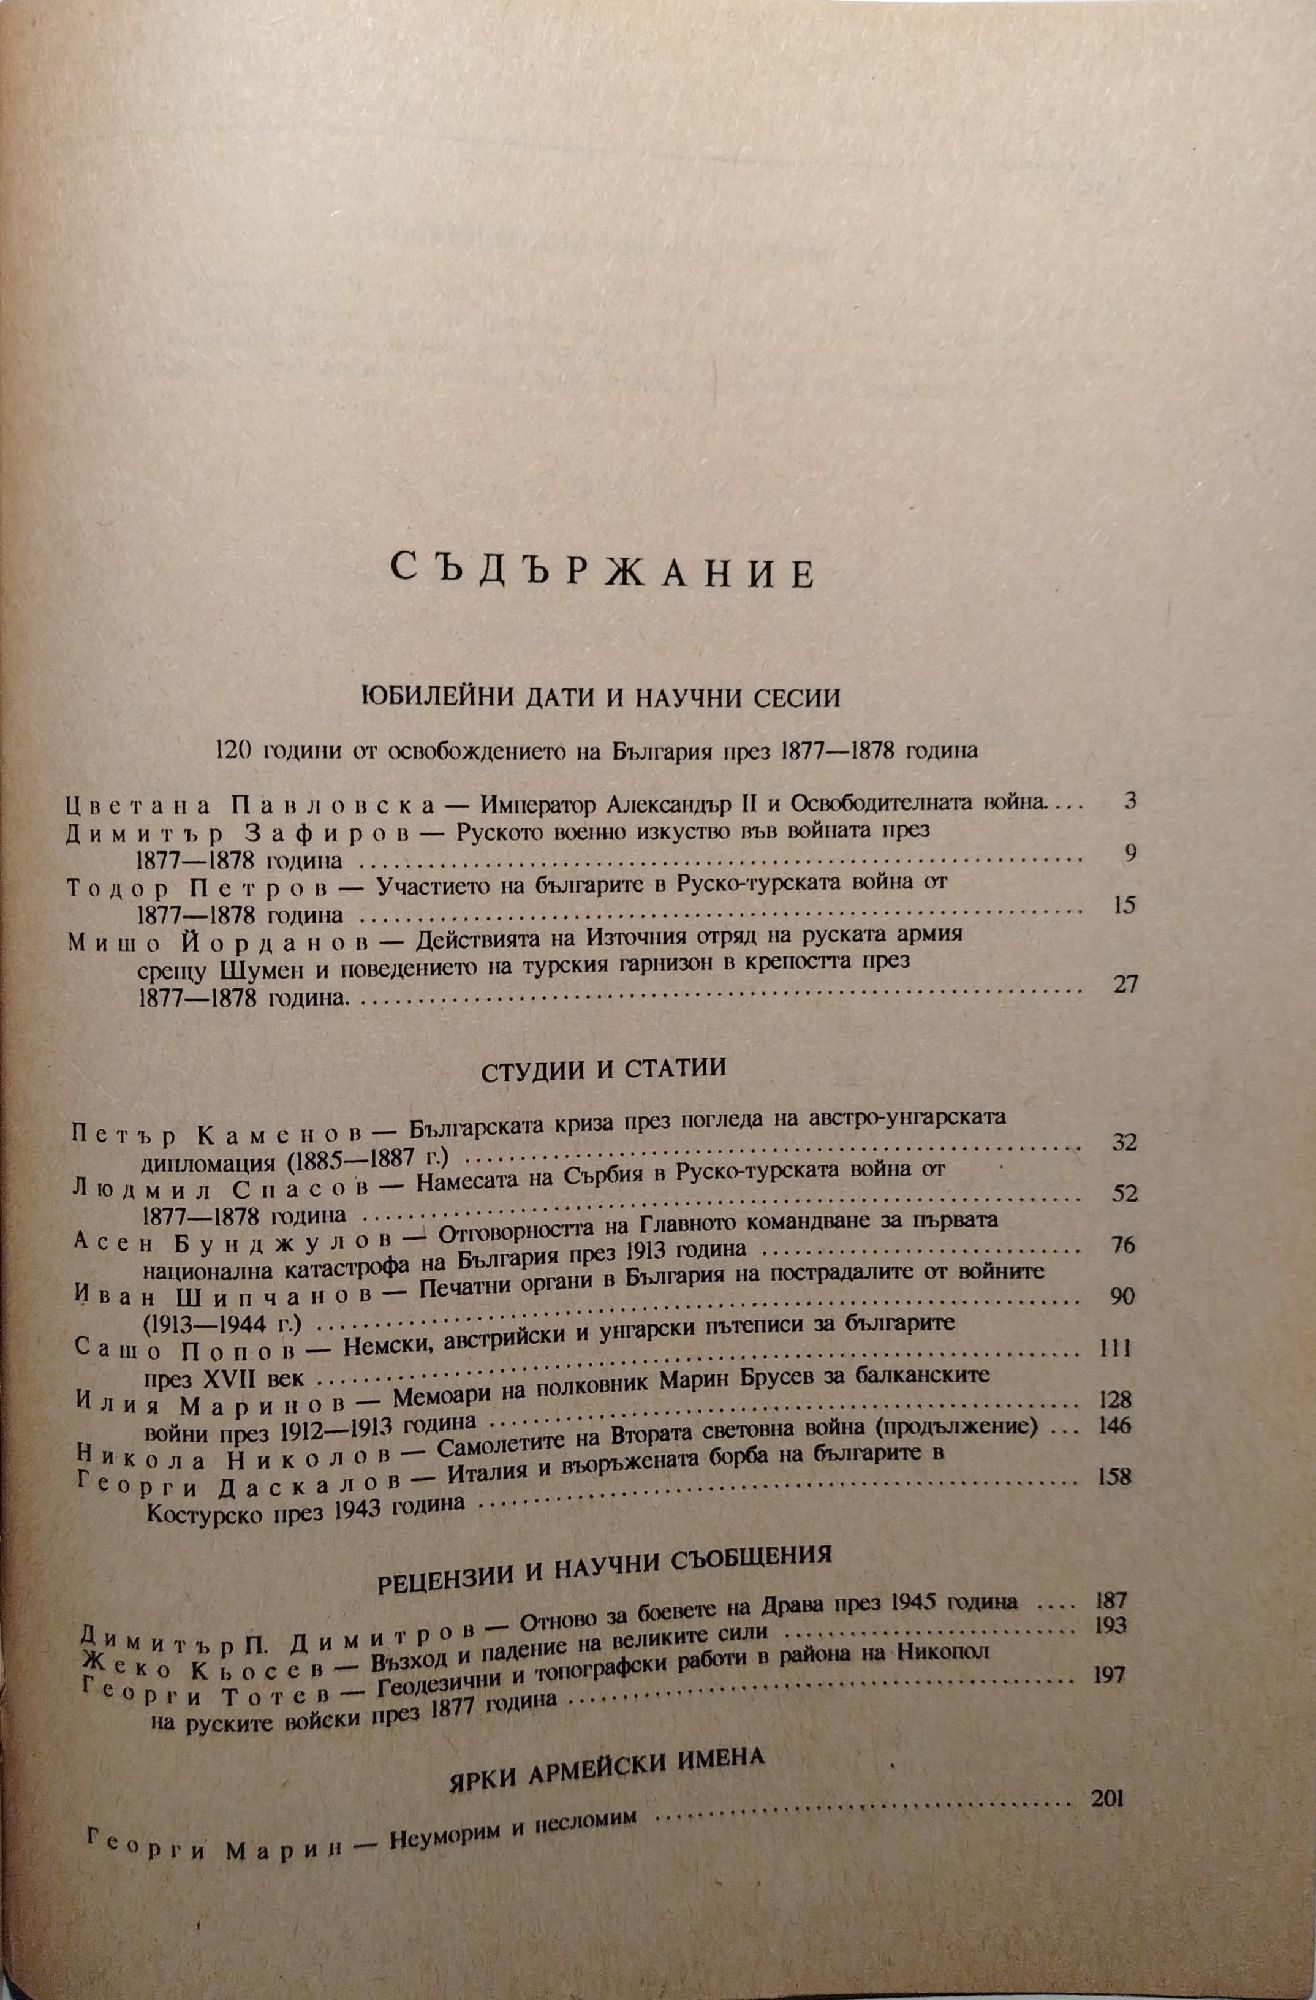 СЪДЪРЖАНИЕ
ЮБИЛЕЙНИ ДАТИ И НАУЧНИ СЕСИИ
120 години от освобождението на България през 1877—1878 година
Цветана Павловска — Император Александър II и Освободителната война.... 3
Димитър Зафиров — Руското военно изкуство във войната през
1877—1878 година .......... 9
Тодор Петров — Участието на българите в Руско-турската война от
1877—1878 година .......... 15
Мишо Йорданов — Действията на Източния отряд на руската армия
срещу Шумен и поведението на турския гарнизон в крепостта през
1877—1878 година. .......... 27
СТУДИИ И СТАТИИ
Петър Каменов — Българската криза през погледа на австро-унгарската
дипломация (1885—1887 г.) .......... 32
Людмил Спасов — Намесата на Сърбия в Руско-турската война от
1877—1878 година .......... 52
Асен Бунджулов — Отговорността на Главното командване за първата
национална катастрофа на България през 1913 година .......... 76
Иван Шипчанов — Печатни органи в България на пострадалите от войните
(1913—1944 г.) .......... 90
Сашо Попов — Немски, австрийски и унгарски пътеписи за българите
през XVII век .......... 111
Илия Маринов — Мемоари на полковник Марин Брусев за балканските
войни през 1912—1913 година .......... 128
Никола Николов — Самолетите на Втората световна война (продължение) ... 146
Георги Даскалов — Италия и въоръжената борба на българите в
Костурско през 1943 година .......... 158
РЕЦЕНЗИИ И НАУЧНИ СЪОБЩЕНИЯ
Димитър П. Димитров — Отново за боевете на Драва през 1945 година .... 187
Жеко Кьосев — Възход и падение на великите сили .......... 193
Георги Тотев — Геодезични и топографски работи в района на Никопол
на руските войски през 1877 година .......... 197
ЯРКИ АРМЕЙСКИ ИМЕНА
Георги Марин — Неуморим и несломим .......... 201